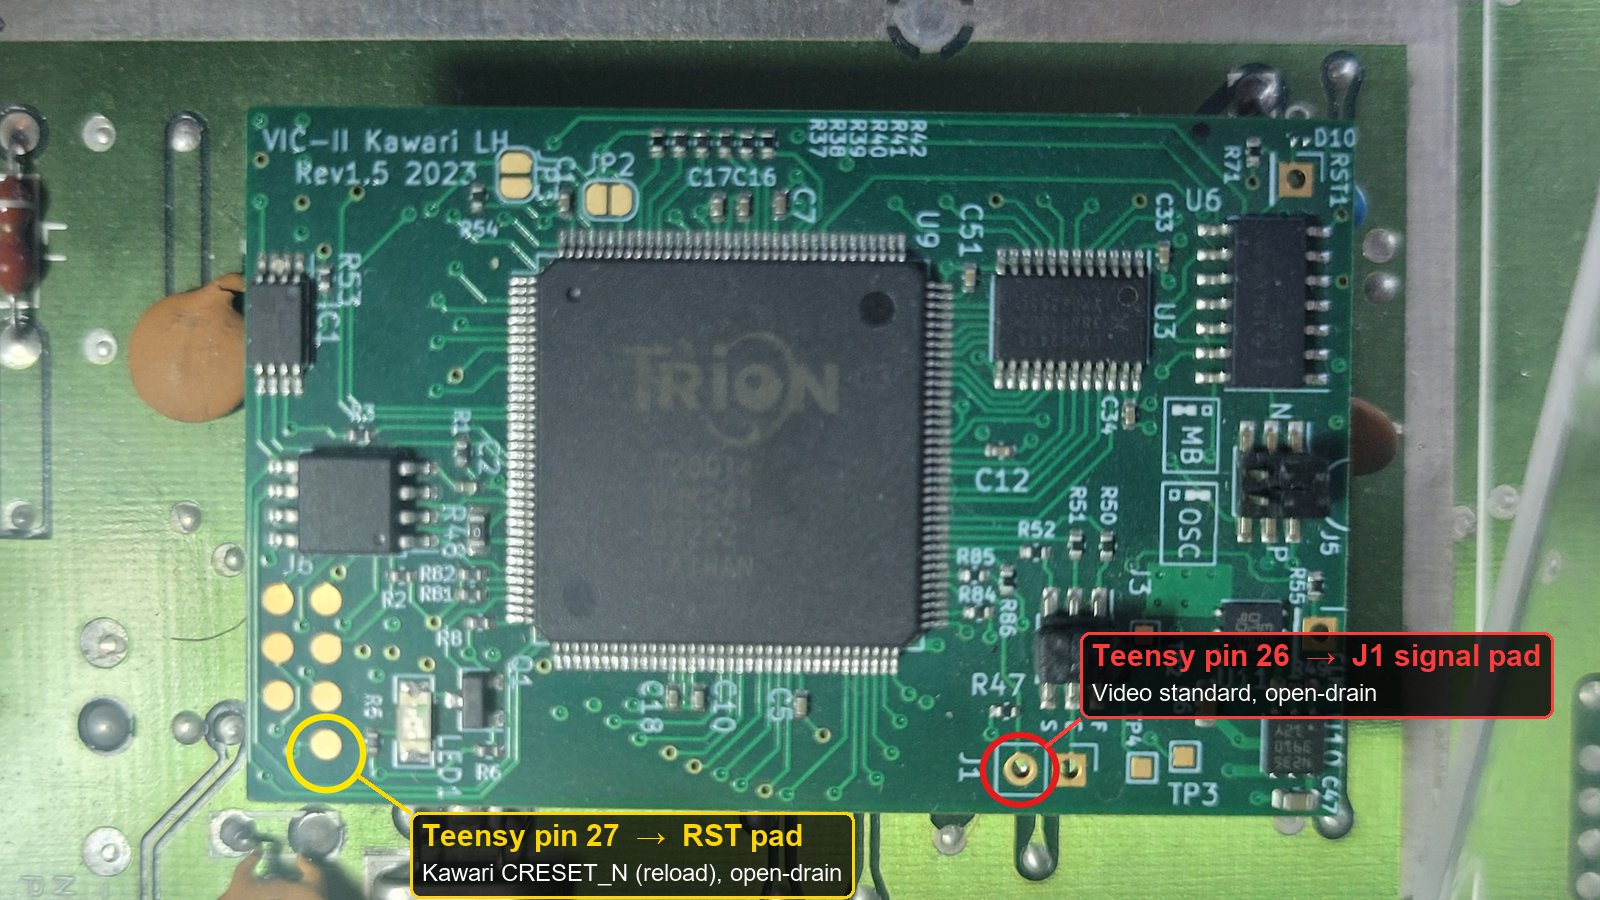 VIC-II Kawari LH
Rev1.5 2023
JP2
C17C16
C7
R37
R38
R39
R40
R41
R42
R54
U9
C51
C33
U6
R71
D10
RST1
U3
R53
C34
TRION
R3
R1
C2
C12
N
MB
OSC
P
J5
R48
R52
R51
R50
R85
R84
R86
J3
R55
R82
R81
R2
R8
Q1
R5
LED1
R6
C18
C10
C5
R47
J1
S
F
TP4
TP3
C47
Teensy pin 26 → J1 signal pad
Video standard, open-drain
Teensy pin 27 → RST pad
Kawari CRESET_N (reload), open-drain